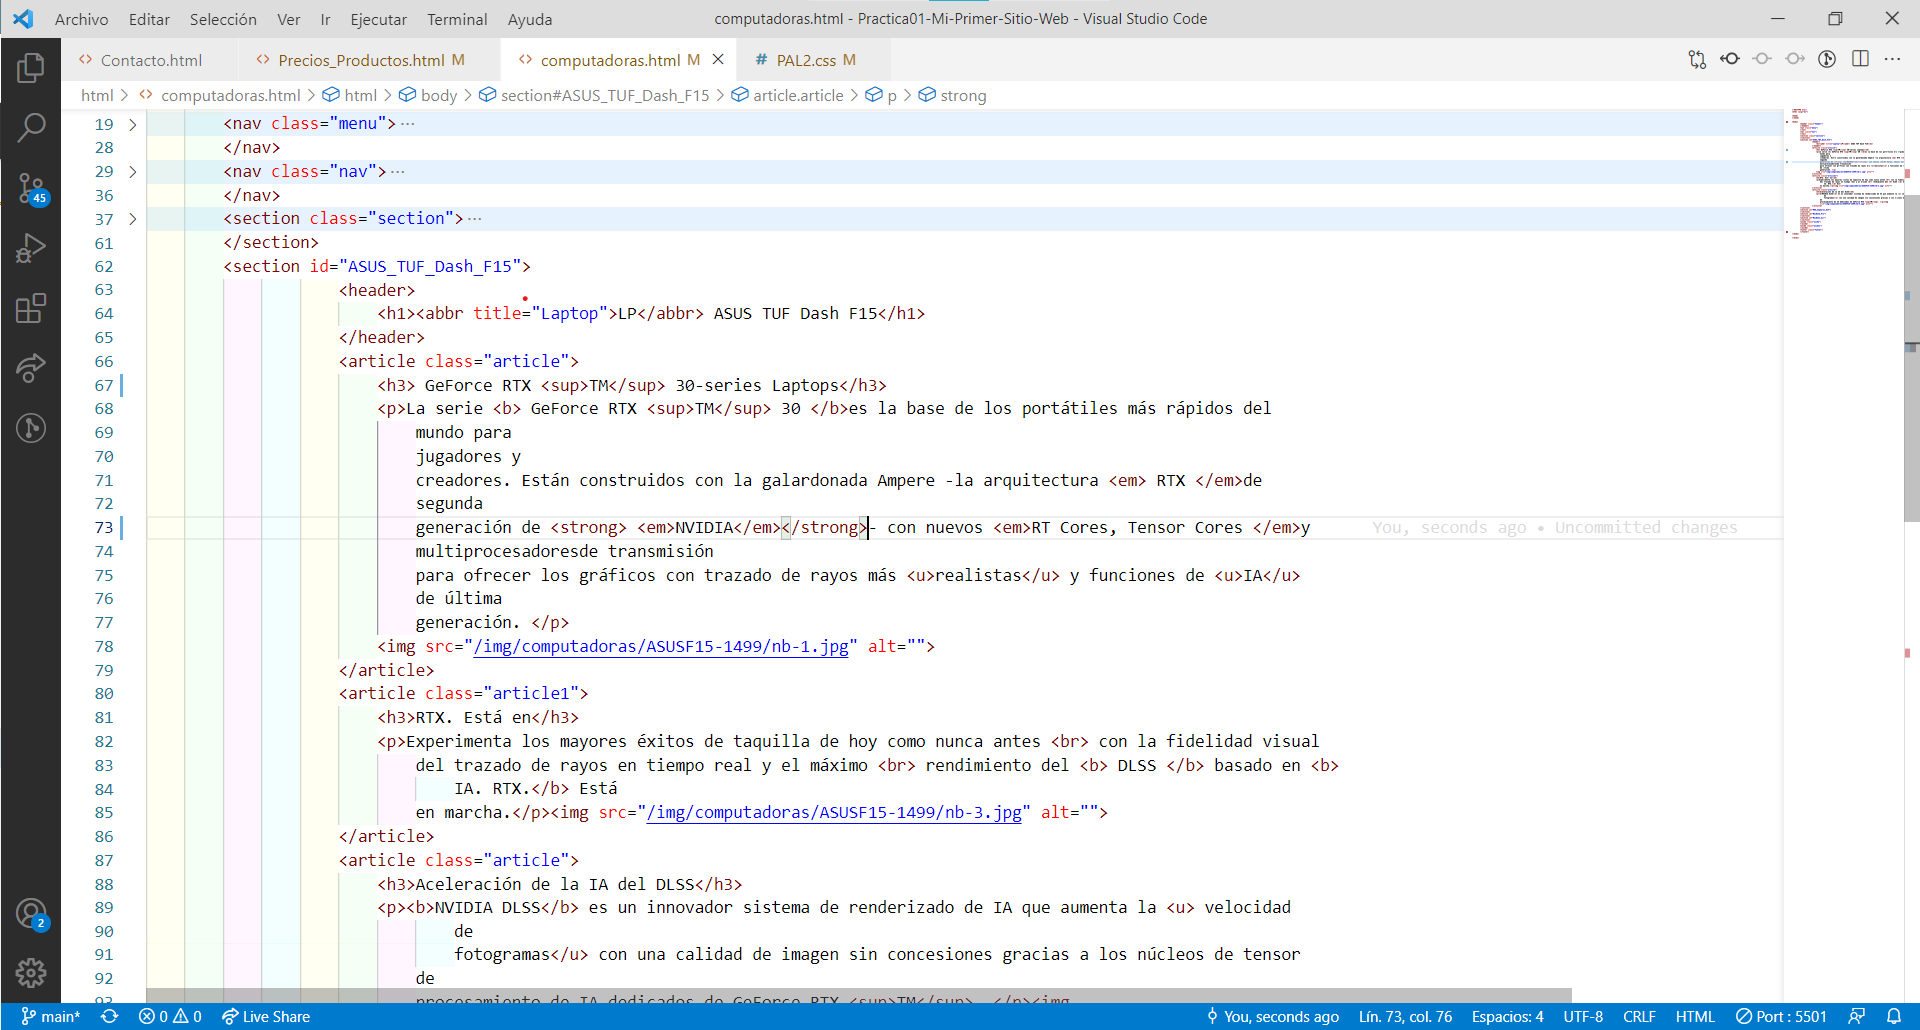 Archivo Editar Selección Ver Ir Ejecutar Terminal Ayuda computadoras.html - Practica01-Mi-Primer-Sitio-Web - Visual Studio Code
Contacto.html Precios_Productos.html M computadoras.html M # PAL2.css M
html > computadoras.html > html > body > section#ASUS_TUF_Dash_F15 > article.article > p > strong
19 <nav class="menu">···
28 </nav>
29 <nav class="nav">···
36 </nav>
37 <section class="section">···
61 </section>
62 <section id="ASUS_TUF_Dash_F15">
63 <header>
64 <h1><abbr title="Laptop">LP</abbr> ASUS TUF Dash F15</h1>
65 </header>
66 <article class="article">
67 <h3> GeForce RTX <sup>TM</sup> 30-series Laptops</h3>
68 <p>La serie <b> GeForce RTX <sup>TM</sup> 30 </b>es la base de los portátiles más rápidos del
69 mundo para
70 jugadores y
71 creadores. Están construidos con la galardonada Ampere -la arquitectura <em> RTX </em>de
72 segunda
73 generación de <strong> <em>NVIDIA</em></strong>- con nuevos <em>RT Cores, Tensor Cores </em>y You, seconds ago • Uncommitted changes
74 multiprocesadoresde transmisión
75 para ofrecer los gráficos con trazado de rayos más <u>realistas</u> y funciones de <u>IA</u>
76 de última
77 generación. </p>
78 <img src="/img/computadoras/ASUSF15-1499/nb-1.jpg" alt="">
79 </article>
80 <article class="article1">
81 <h3>RTX. Está en</h3>
82 <p>Experimenta los mayores éxitos de taquilla de hoy como nunca antes <br> con la fidelidad visual
83 del trazado de rayos en tiempo real y el máximo <br> rendimiento del <b> DLSS </b> basado en <b>
84 IA. RTX.</b> Está
85 en marcha.</p><img src="/img/computadoras/ASUSF15-1499/nb-3.jpg" alt="">
86 </article>
87 <article class="article">
88 <h3>Aceleración de la IA del DLSS</h3>
89 <p><b>NVIDIA DLSS</b> es un innovador sistema de renderizado de IA que aumenta la <u> velocidad
90 de
91 fotogramas</u> con una calidad de imagen sin concesiones gracias a los núcleos de tensor
92 de
93 procesamiento de IA dedicados de GeForce RTX <sup>TM</sup>. </p><img
45
2
main* 0 0 Live Share You, seconds ago Lín. 73, col. 76 Espacios: 4 UTF-8 CRLF HTML Port : 5501